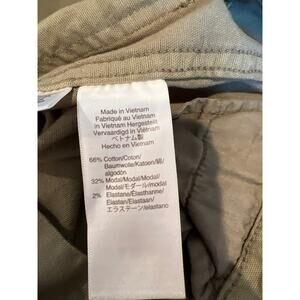 Made in Vietnam
Fabriqué au Vietnam
in Vietnam Hergestellt
Vervaardigd in Vietnam
ベトナム製
Hecho en Vietnam
66% Cotton/Coton/
Baumwolle/Katoen/綿/
algodón
32% Modal/Modal/Modal/
Modal/モダール/modal
2% Elastane/Élasthanne/
Elastan/Elastaan/
エラステーン/elastano